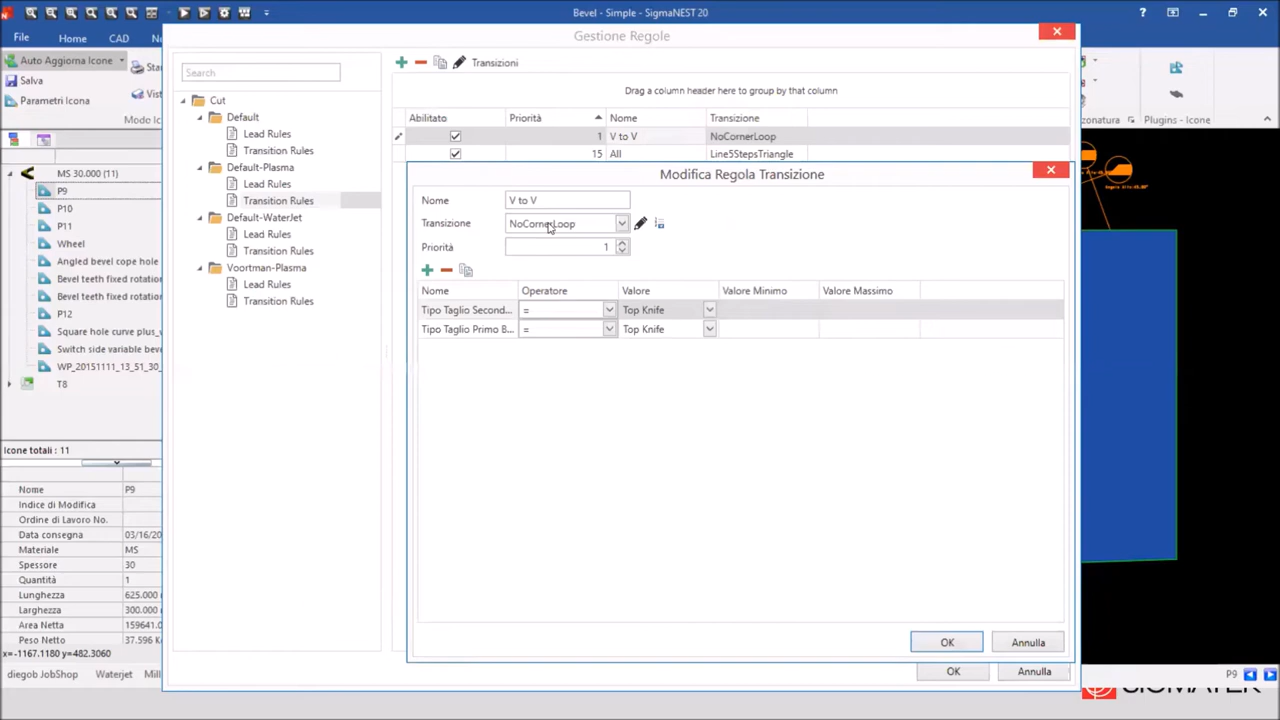 Bevel - Simple - SigmaNEST 20
File
Home
CAD
Gestione Regole
Auto Aggiorna Icone
Salva
Parametri Icona
Search
Transizioni
Drag a column header here to group by that column
Plugins - Icone
Abilitato
Priorità
Nome
Transizione
1
V to V
NoCornerLoop
15
All
Line5StepsTriangle
Cut
Default
Lead Rules
Transition Rules
Default-Plasma
Lead Rules
Transition Rules
Default-WaterJet
Lead Rules
Transition Rules
Voortman-Plasma
Lead Rules
Transition Rules
MS 30.000 (11)
P9
P10
P11
Wheel
Angled bevel cope hole
Bevel teeth fixed rotation
Bevel teeth fixed rotation
P12
Square hole curve plus_v
Switch side variable beve
WP_20151111_13_51_30_
T8
Icone totali : 11
Nome
P9
Indice di Modifica
Ordine di Lavoro No.
Data consegna
03/16/20
Materiale
MS
Spessore
30
Quantità
1
Lunghezza
625.000
Larghezza
300.000
Area Netta
159641.0
Peso Netto
37.596 K
x=-1167.1180 y=482.3060
diegob JobShop
Waterjet
Mill
Modifica Regola Transizione
Nome
V to V
Transizione
NoCornerLoop
Priorità
1
Nome
Operatore
Valore
Valore Minimo
Valore Massimo
Tipo Taglio Second...
=
Top Knife
Tipo Taglio Primo B...
=
Top Knife
OK
Annulla
OK
Annulla
P9